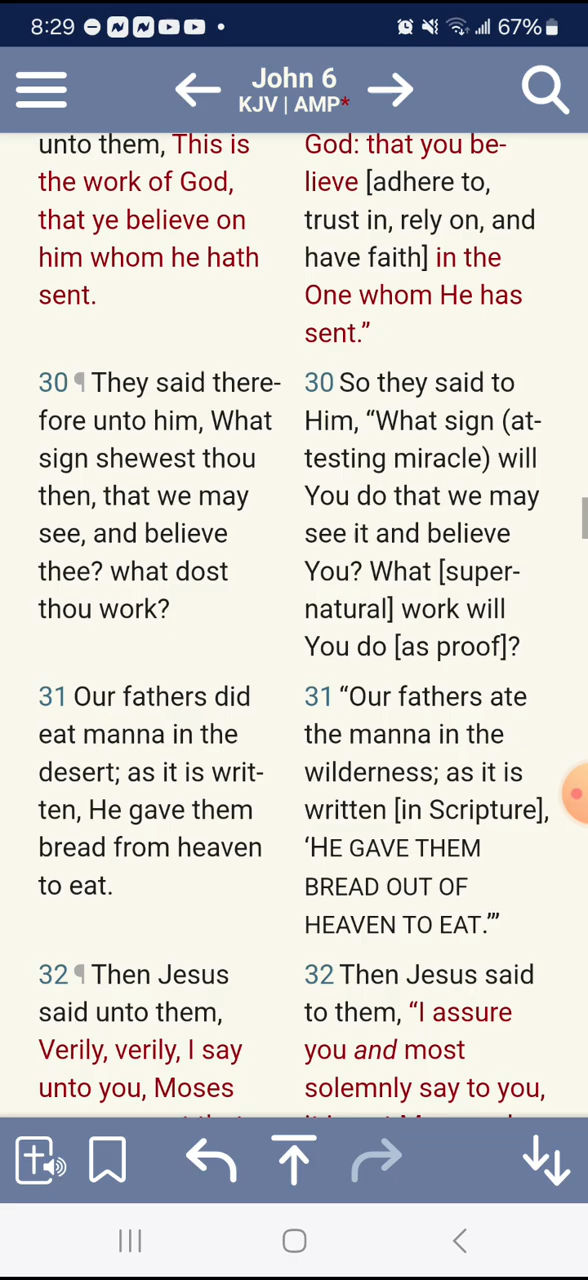 8:29
67%
John 6
KJV | AMP*
unto them, This is
the work of God,
that ye believe on
him whom he hath
sent.
30 ¶ They said there-
fore unto him, What
sign shewest thou
then, that we may
see, and believe
thee? what dost
thou work?
31 Our fathers did
eat manna in the
desert; as it is writ-
ten, He gave them
bread from heaven
to eat.
32 ¶ Then Jesus
said unto them,
Verily, verily, I say
unto you, Moses
God: that you be-
lieve [adhere to,
trust in, rely on, and
have faith] in the
One whom He has
sent.”
30 So they said to
Him, “What sign (at-
testing miracle) will
You do that we may
see it and believe
You? What [super-
natural] work will
You do [as proof]?
31 “Our fathers ate
the manna in the
wilderness; as it is
written [in Scripture],
‘HE GAVE THEM
BREAD OUT OF
HEAVEN TO EAT.’”
32 Then Jesus said
to them, “I assure
you and most
solemnly say to you,